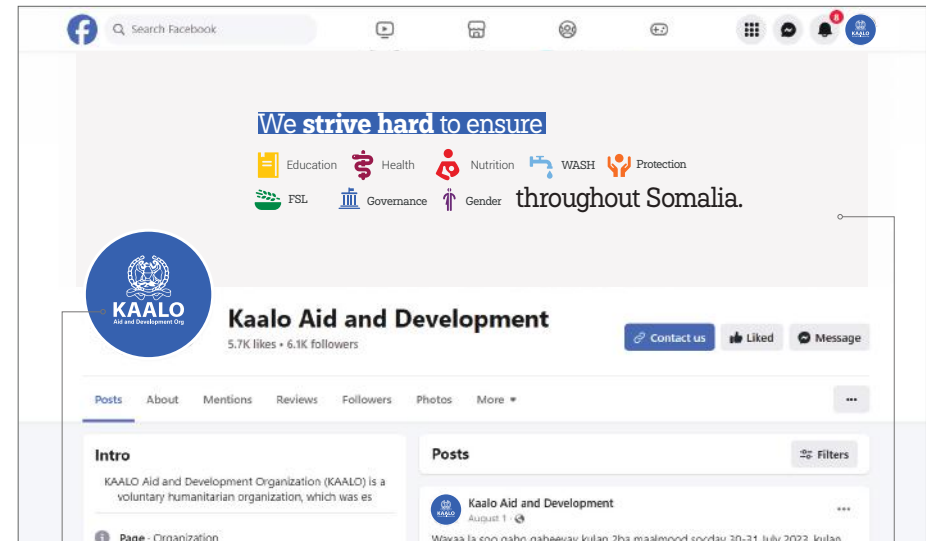 Search Facebook
8
KAALO
We strive hard to ensure
Education Health Nutrition WASH Protection
FSL Governance Gender throughout Somalia.
KAALO
Aid and Development Org
Kaalo Aid and Development
5.7K likes • 6.1K followers
Contact us Liked Message
Posts About Mentions Reviews Followers Photos More
Intro
KAALO Aid and Development Organization (KAALO) is a
voluntary humanitarian organization, which was es
Page · Organization
Posts
Filters
KAALO
Kaalo Aid and Development
August 1 ·
Waxaa la soo gabo gabeeyay kulan 2ba maalmood socday 30-31 July 2023, kulan